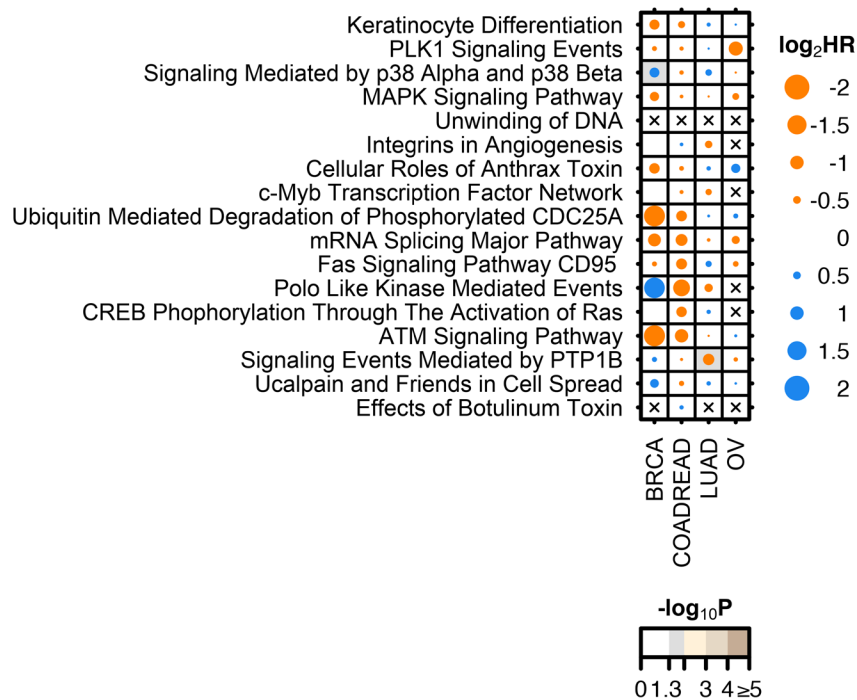 Keratinocyte Differentiation
PLK1 Signaling Events
Signaling Mediated by p38 Alpha and p38 Beta
MAPK Signaling Pathway
Unwinding of DNA
Integrins in Angiogenesis
Cellular Roles of Anthrax Toxin
c-Myb Transcription Factor Network
Ubiquitin Mediated Degradation of Phosphorylated CDC25A
mRNA Splicing Major Pathway
Fas Signaling Pathway CD95
Polo Like Kinase Mediated Events
CREB Phophorylation Through The Activation of Ras
ATM Signaling Pathway
Signaling Events Mediated by PTP1B
Ucalpain and Friends in Cell Spread
Effects of Botulinum Toxin
BRCA
COADREAD
LUAD
OV
log₂HR
-2
-1.5
-1
-0.5
0
0.5
1
1.5
2
-log₁₀P
0 1.3 3 4 ≥5